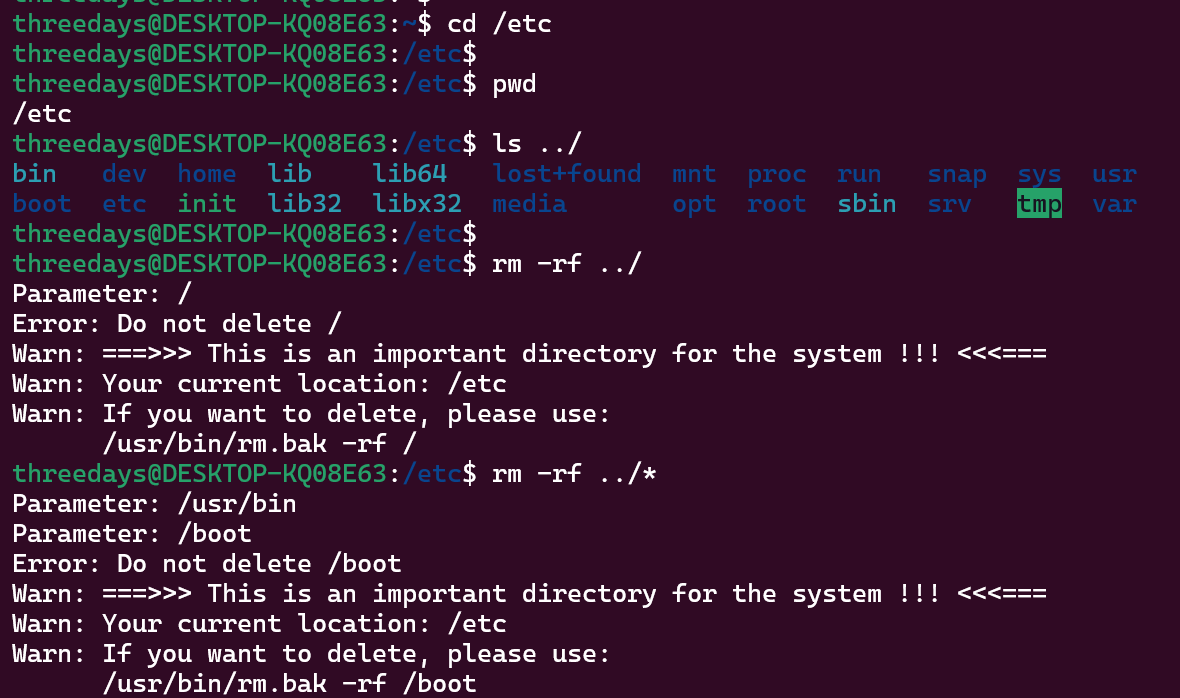 threedays@DESKTOP-KQ08E63:~$ cd /etc
threedays@DESKTOP-KQ08E63:/etc$
threedays@DESKTOP-KQ08E63:/etc$ pwd
/etc
threedays@DESKTOP-KQ08E63:/etc$ ls ../
bin dev home lib lib64 lost+found mnt proc run snap sys usr
boot etc init lib32 libx32 media opt root sbin srv tmp var
threedays@DESKTOP-KQ08E63:/etc$
threedays@DESKTOP-KQ08E63:/etc$ rm -rf ../
Parameter: /
Error: Do not delete /
Warn: ===>>> This is an important directory for the system !!! <<<===
Warn: Your current location: /etc
Warn: If you want to delete, please use:
/usr/bin/rm.bak -rf /
threedays@DESKTOP-KQ08E63:/etc$ rm -rf ../*
Parameter: /usr/bin
Parameter: /boot
Error: Do not delete /boot
Warn: ===>>> This is an important directory for the system !!! <<<===
Warn: Your current location: /etc
Warn: If you want to delete, please use:
/usr/bin/rm.bak -rf /boot